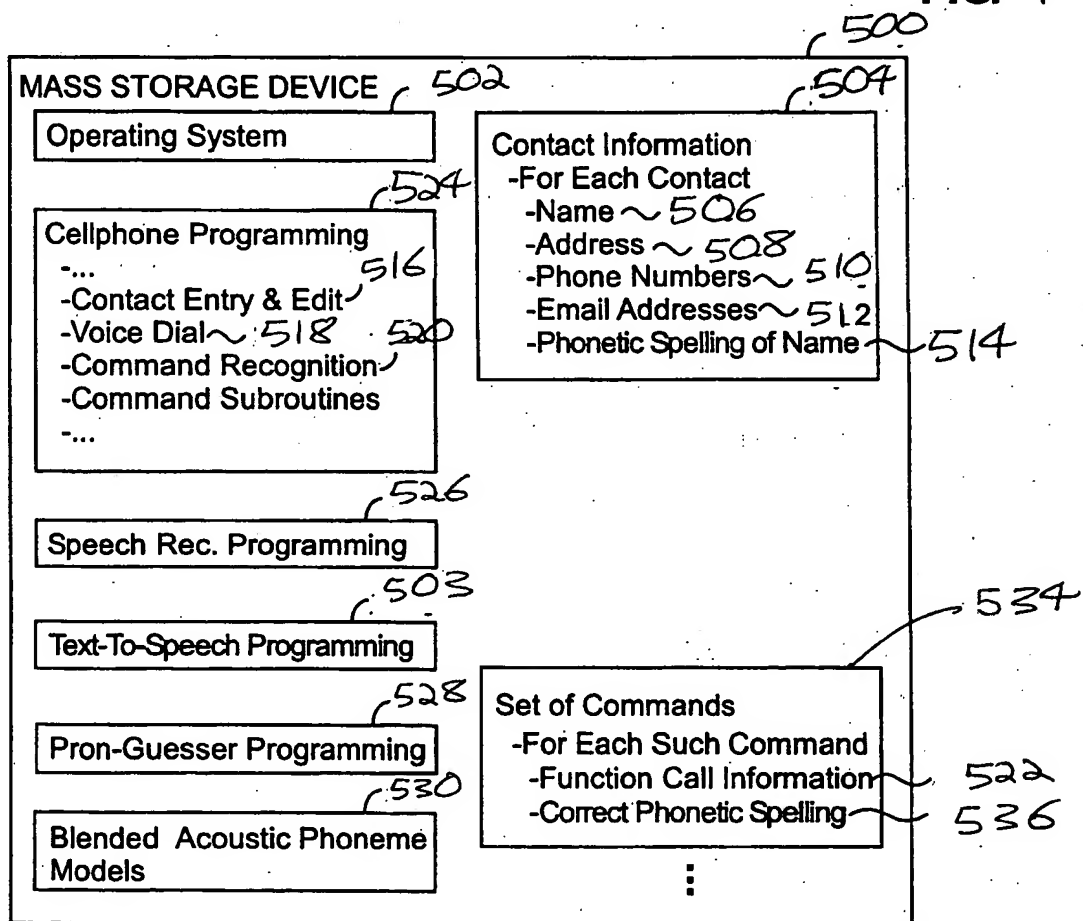 500
MASS STORAGE DEVICE
502
Operating System
524
Cellphone Programming
-...
-Contact Entry & Edit 516
-Voice Dial 518
-Command Recognition 520
-Command Subroutines
-...
526
Speech Rec. Programming
503
Text-To-Speech Programming
528
Pron-Guesser Programming
530
Blended Acoustic Phoneme
Models
504
Contact Information
-For Each Contact
-Name 506
-Address 508
-Phone Numbers 510
-Email Addresses 512
-Phonetic Spelling of Name 514
534
Set of Commands
-For Each Such Command
-Function Call Information 522
-Correct Phonetic Spelling 536